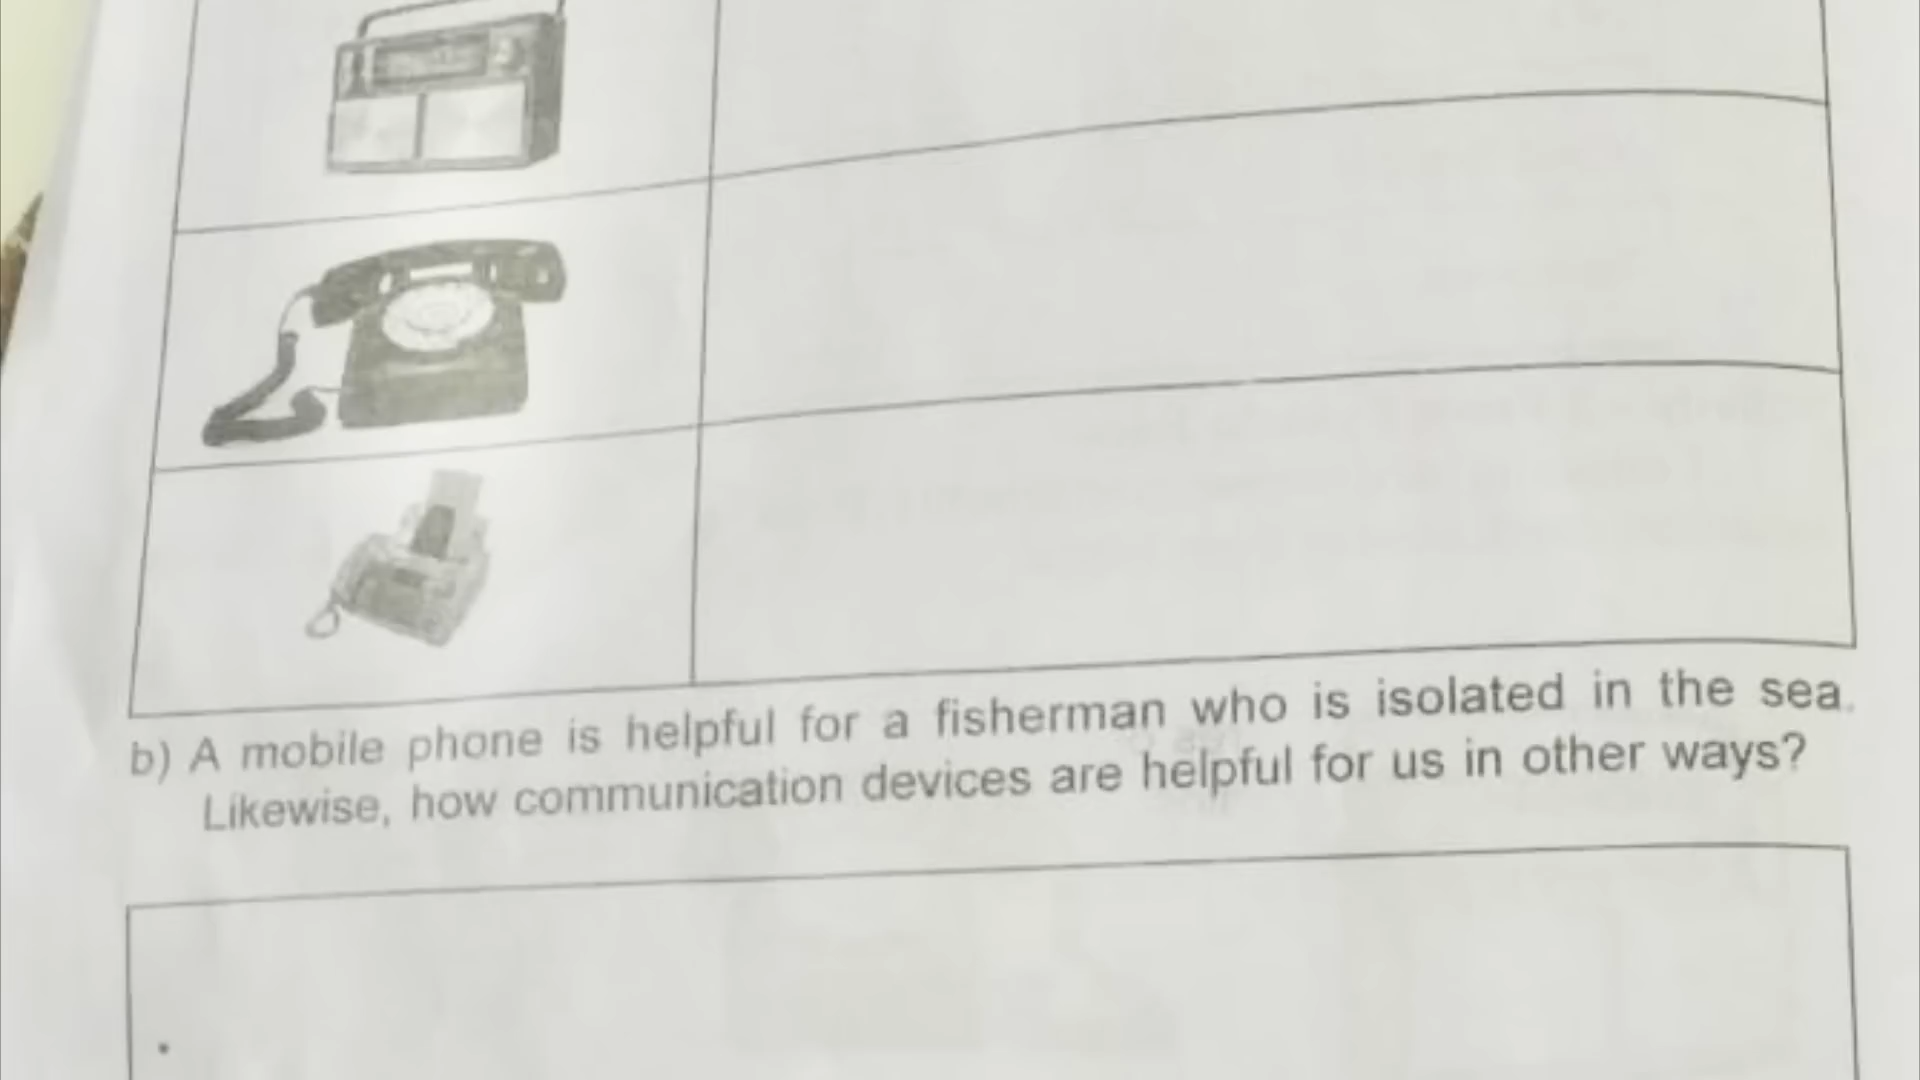 b) A mobile phone is helpful for a fisherman who is isolated in the sea.
Likewise, how communication devices are helpful for us in other ways?